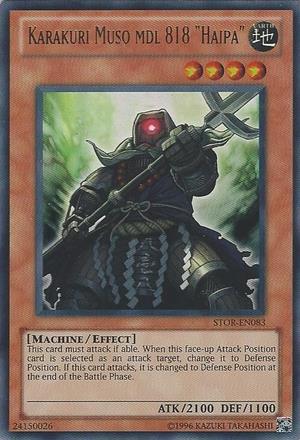 KARAKURI MUSO MDL 818 "HAIPA"
EARTH
地
STOR-EN083
[MACHINE/EFFECT]
This card must attack if able. When this face-up Attack Position
card is selected as an attack target, change it to Defense
Position. If this card attacks, it is changed to Defense Position at
the end of the Battle Phase.
ATK/2100 DEF/1100
24150026
©1996 KAZUKI TAKAHASHI